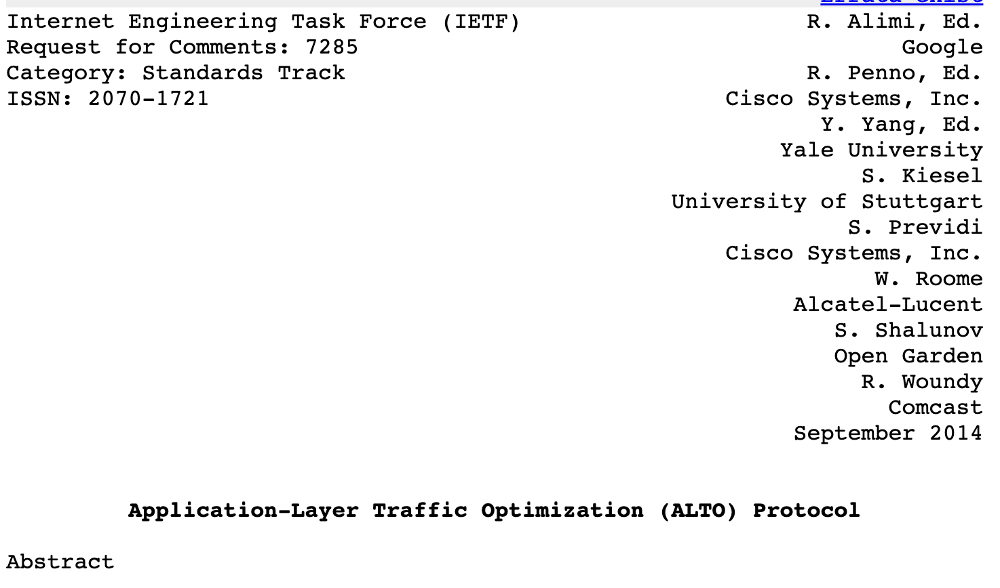 Errata Exist
Internet Engineering Task Force (IETF) R. Alimi, Ed.
Request for Comments: 7285 Google
Category: Standards Track R. Penno, Ed.
ISSN: 2070-1721 Cisco Systems, Inc.
Y. Yang, Ed.
Yale University
S. Kiesel
University of Stuttgart
S. Previdi
Cisco Systems, Inc.
W. Roome
Alcatel-Lucent
S. Shalunov
Open Garden
R. Woundy
Comcast
September 2014
Application-Layer Traffic Optimization (ALTO) Protocol
Abstract